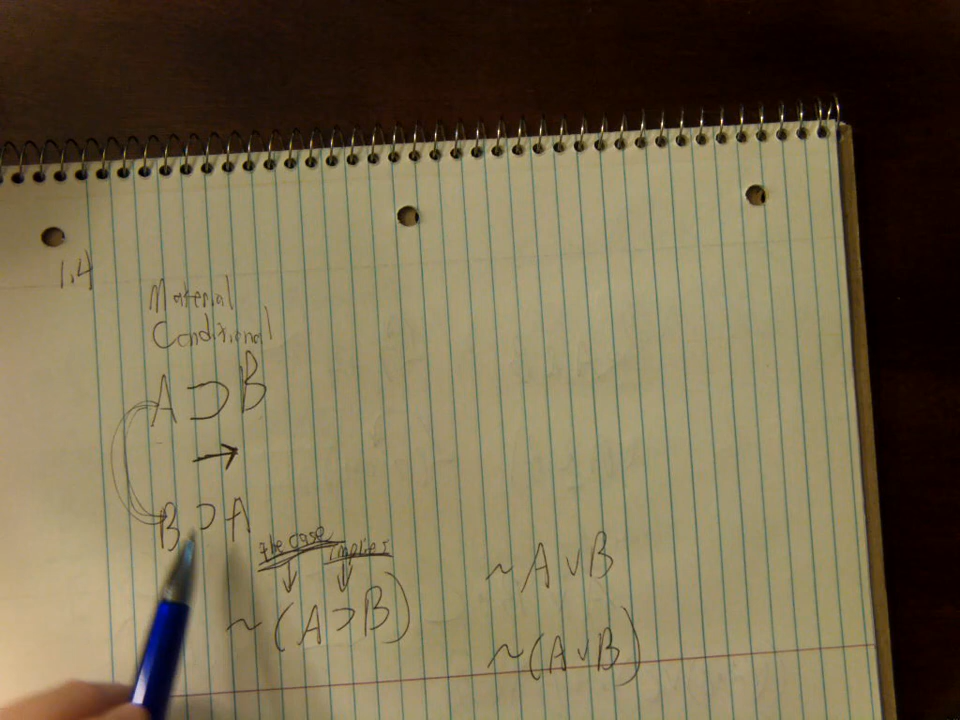 1.4
Material
Conditional
A ⊃ B
→
B ⊃ A
the case implies
~ (A ⊃ B)
~ A v B
~ (A v B)